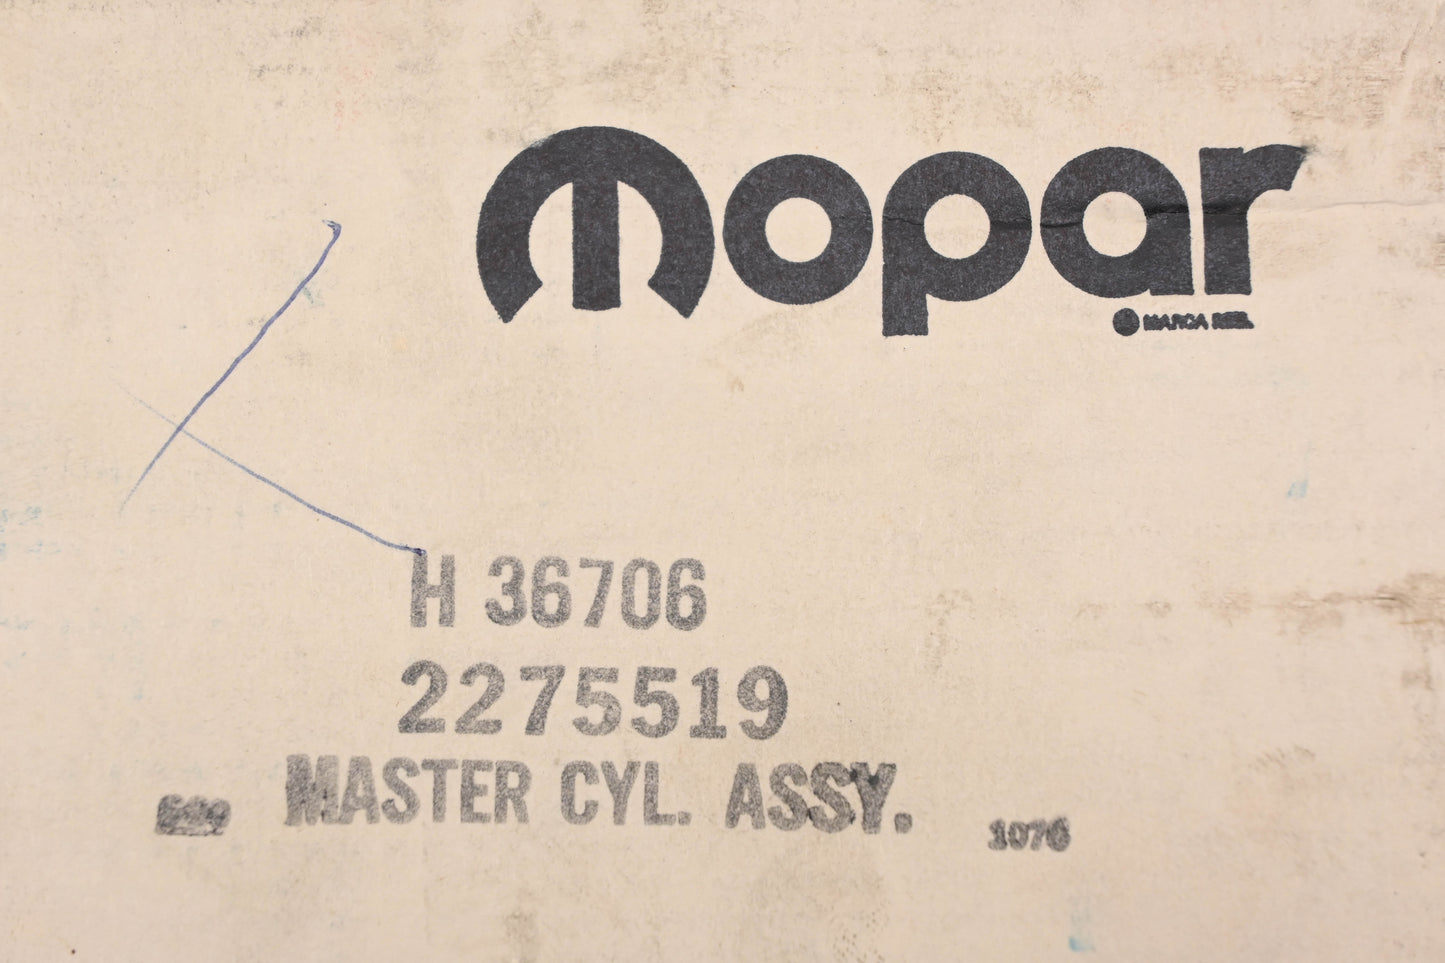 mopar
MARCA REG.
H 36706
2275519
MASTER CYL. ASSY.
1076